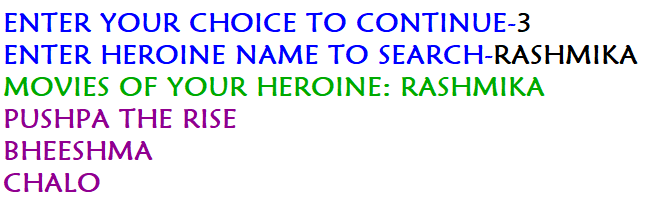 ENTER YOUR CHOICE TO CONTINUE-3
ENTER HEROINE NAME TO SEARCH-RASHMIKA
MOVIES OF YOUR HEROINE: RASHMIKA
PUSHPA THE RISE
BHEESHMA
CHALO